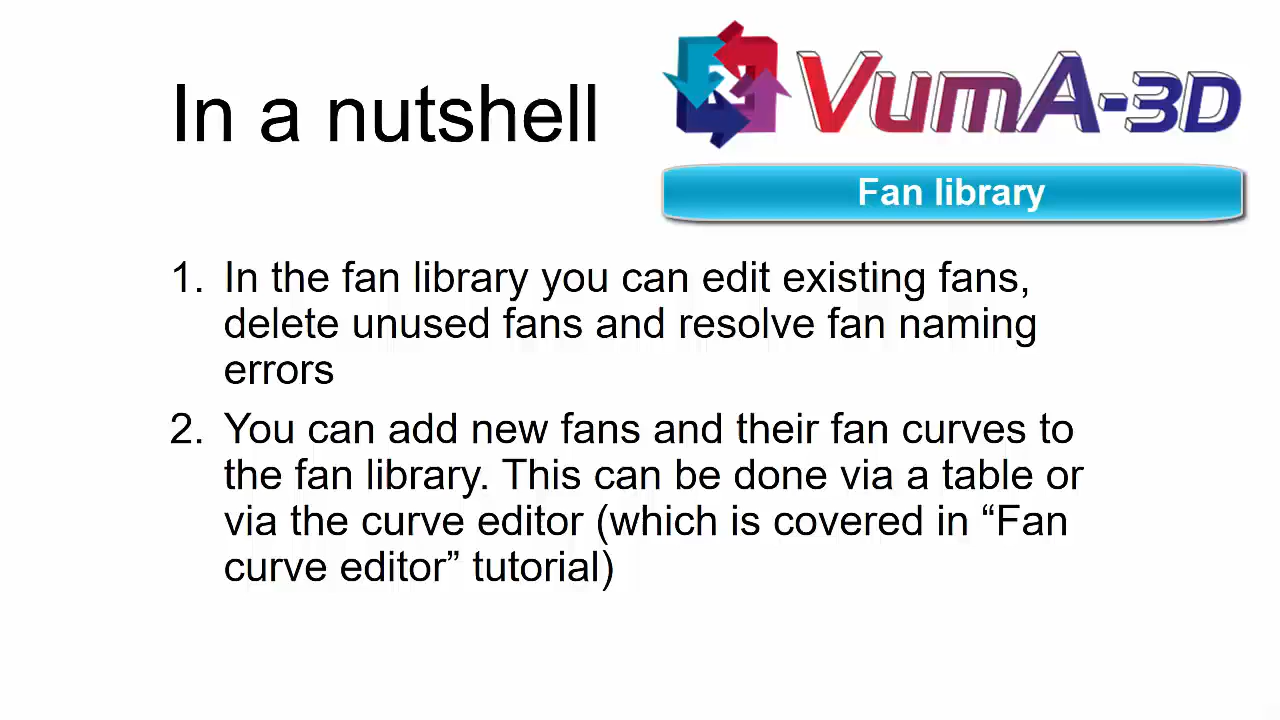 In a nutshell
VumA-3D
Fan library
1. In the fan library you can edit existing fans,
delete unused fans and resolve fan naming
errors
2. You can add new fans and their fan curves to
the fan library. This can be done via a table or
via the curve editor (which is covered in “Fan
curve editor” tutorial)